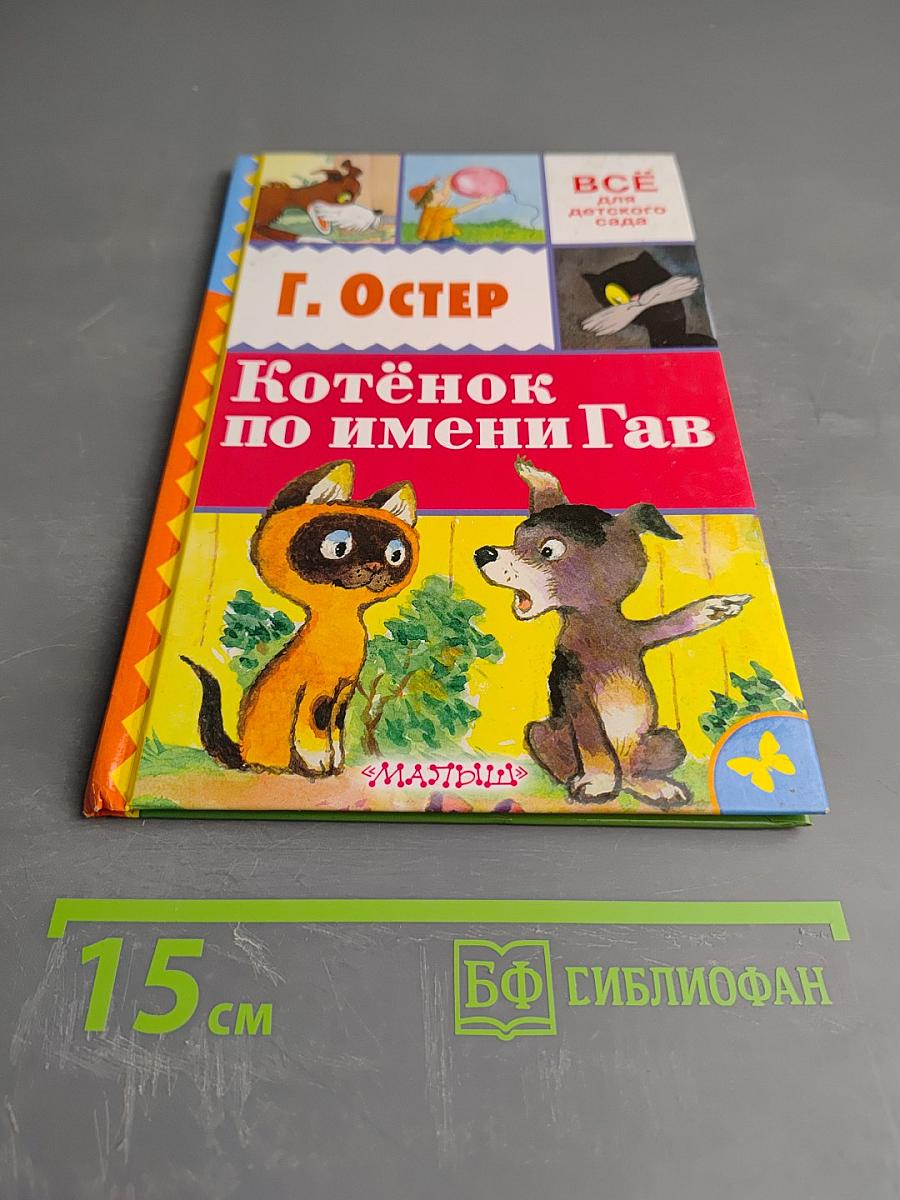 ВСЁ
для
детского
сада
Г. Остер
Котёнок
по имени Гав
«МАЛЫШ»
15 см
БФ
БИБЛИОФАН